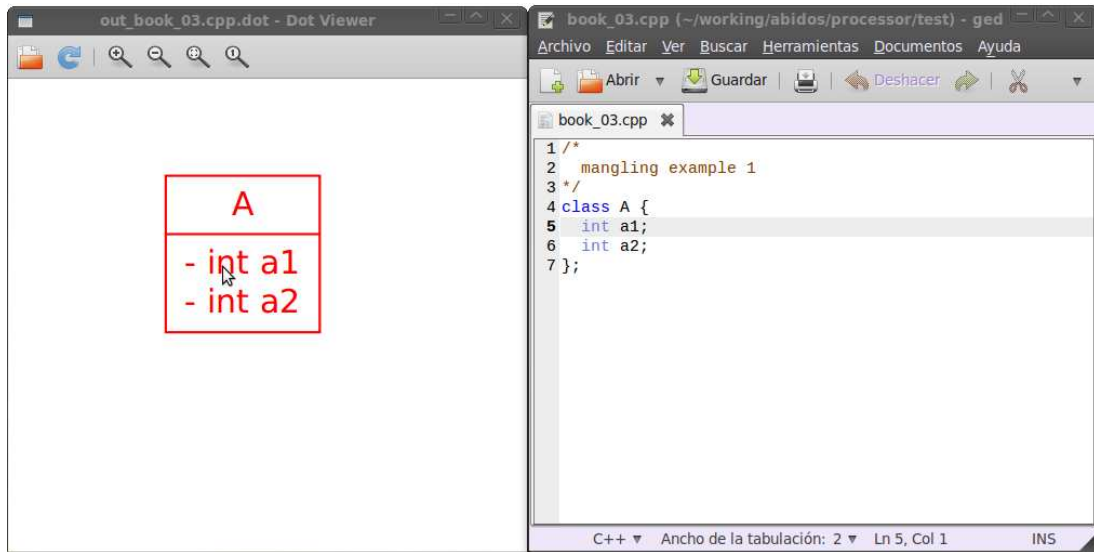 out_book_03.cpp.dot - Dot Viewer
A
- int a1
- int a2
book_03.cpp (~/working/abidos/processor/test) - ged
Archivo Editar Ver Buscar Herramientas Documentos Ayuda
Abrir Guardar Deshacer
book_03.cpp
1 /*
2   mangling example 1
3 */
4 class A {
5   int a1;
6   int a2;
7 };
C++ Ancho de la tabulación: 2 Ln 5, Col 1 INS